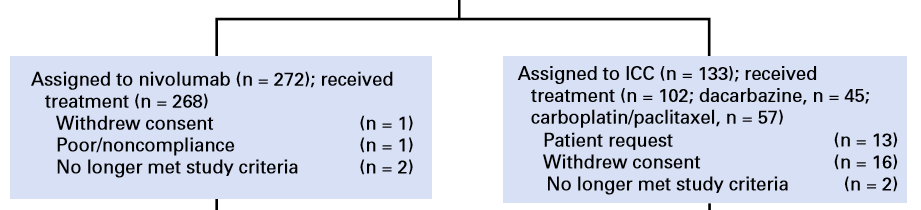 Assigned to nivolumab (n = 272); received
treatment (n = 268)
Withdrew consent (n = 1)
Poor/noncompliance (n = 1)
No longer met study criteria (n = 2)
Assigned to ICC (n = 133); received
treatment (n = 102; dacarbazine, n = 45;
carboplatin/paclitaxel, n = 57)
Patient request (n = 13)
Withdrew consent (n = 16)
No longer met study criteria (n = 2)